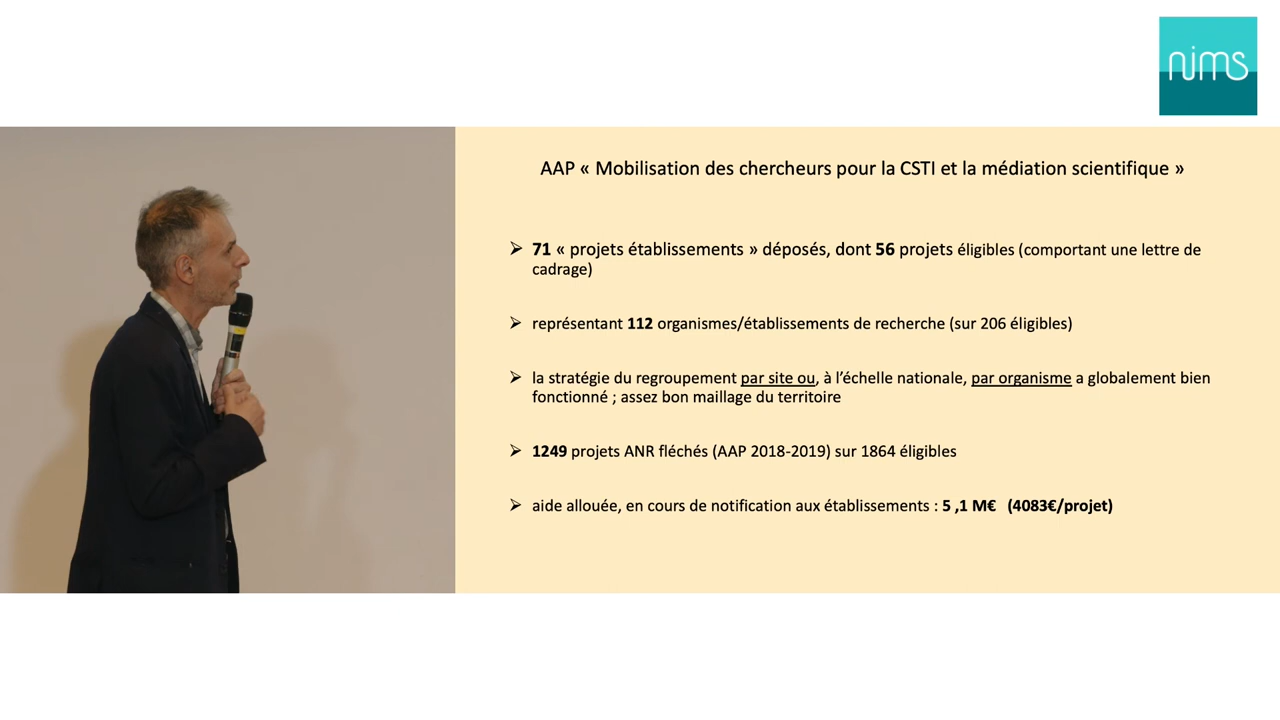 nims
AAP « Mobilisation des chercheurs pour la CSTI et la médiation scientifique »
➢ 71 « projets établissements » déposés, dont 56 projets éligibles (comportant une lettre de
cadrage)
➢ représentant 112 organismes/établissements de recherche (sur 206 éligibles)
➢ la stratégie du regroupement par site ou, à l’échelle nationale, par organisme a globalement bien
fonctionné ; assez bon maillage du territoire
➢ 1249 projets ANR fléchés (AAP 2018-2019) sur 1864 éligibles
➢ aide allouée, en cours de notification aux établissements : 5 ,1 M€ (4083€/projet)